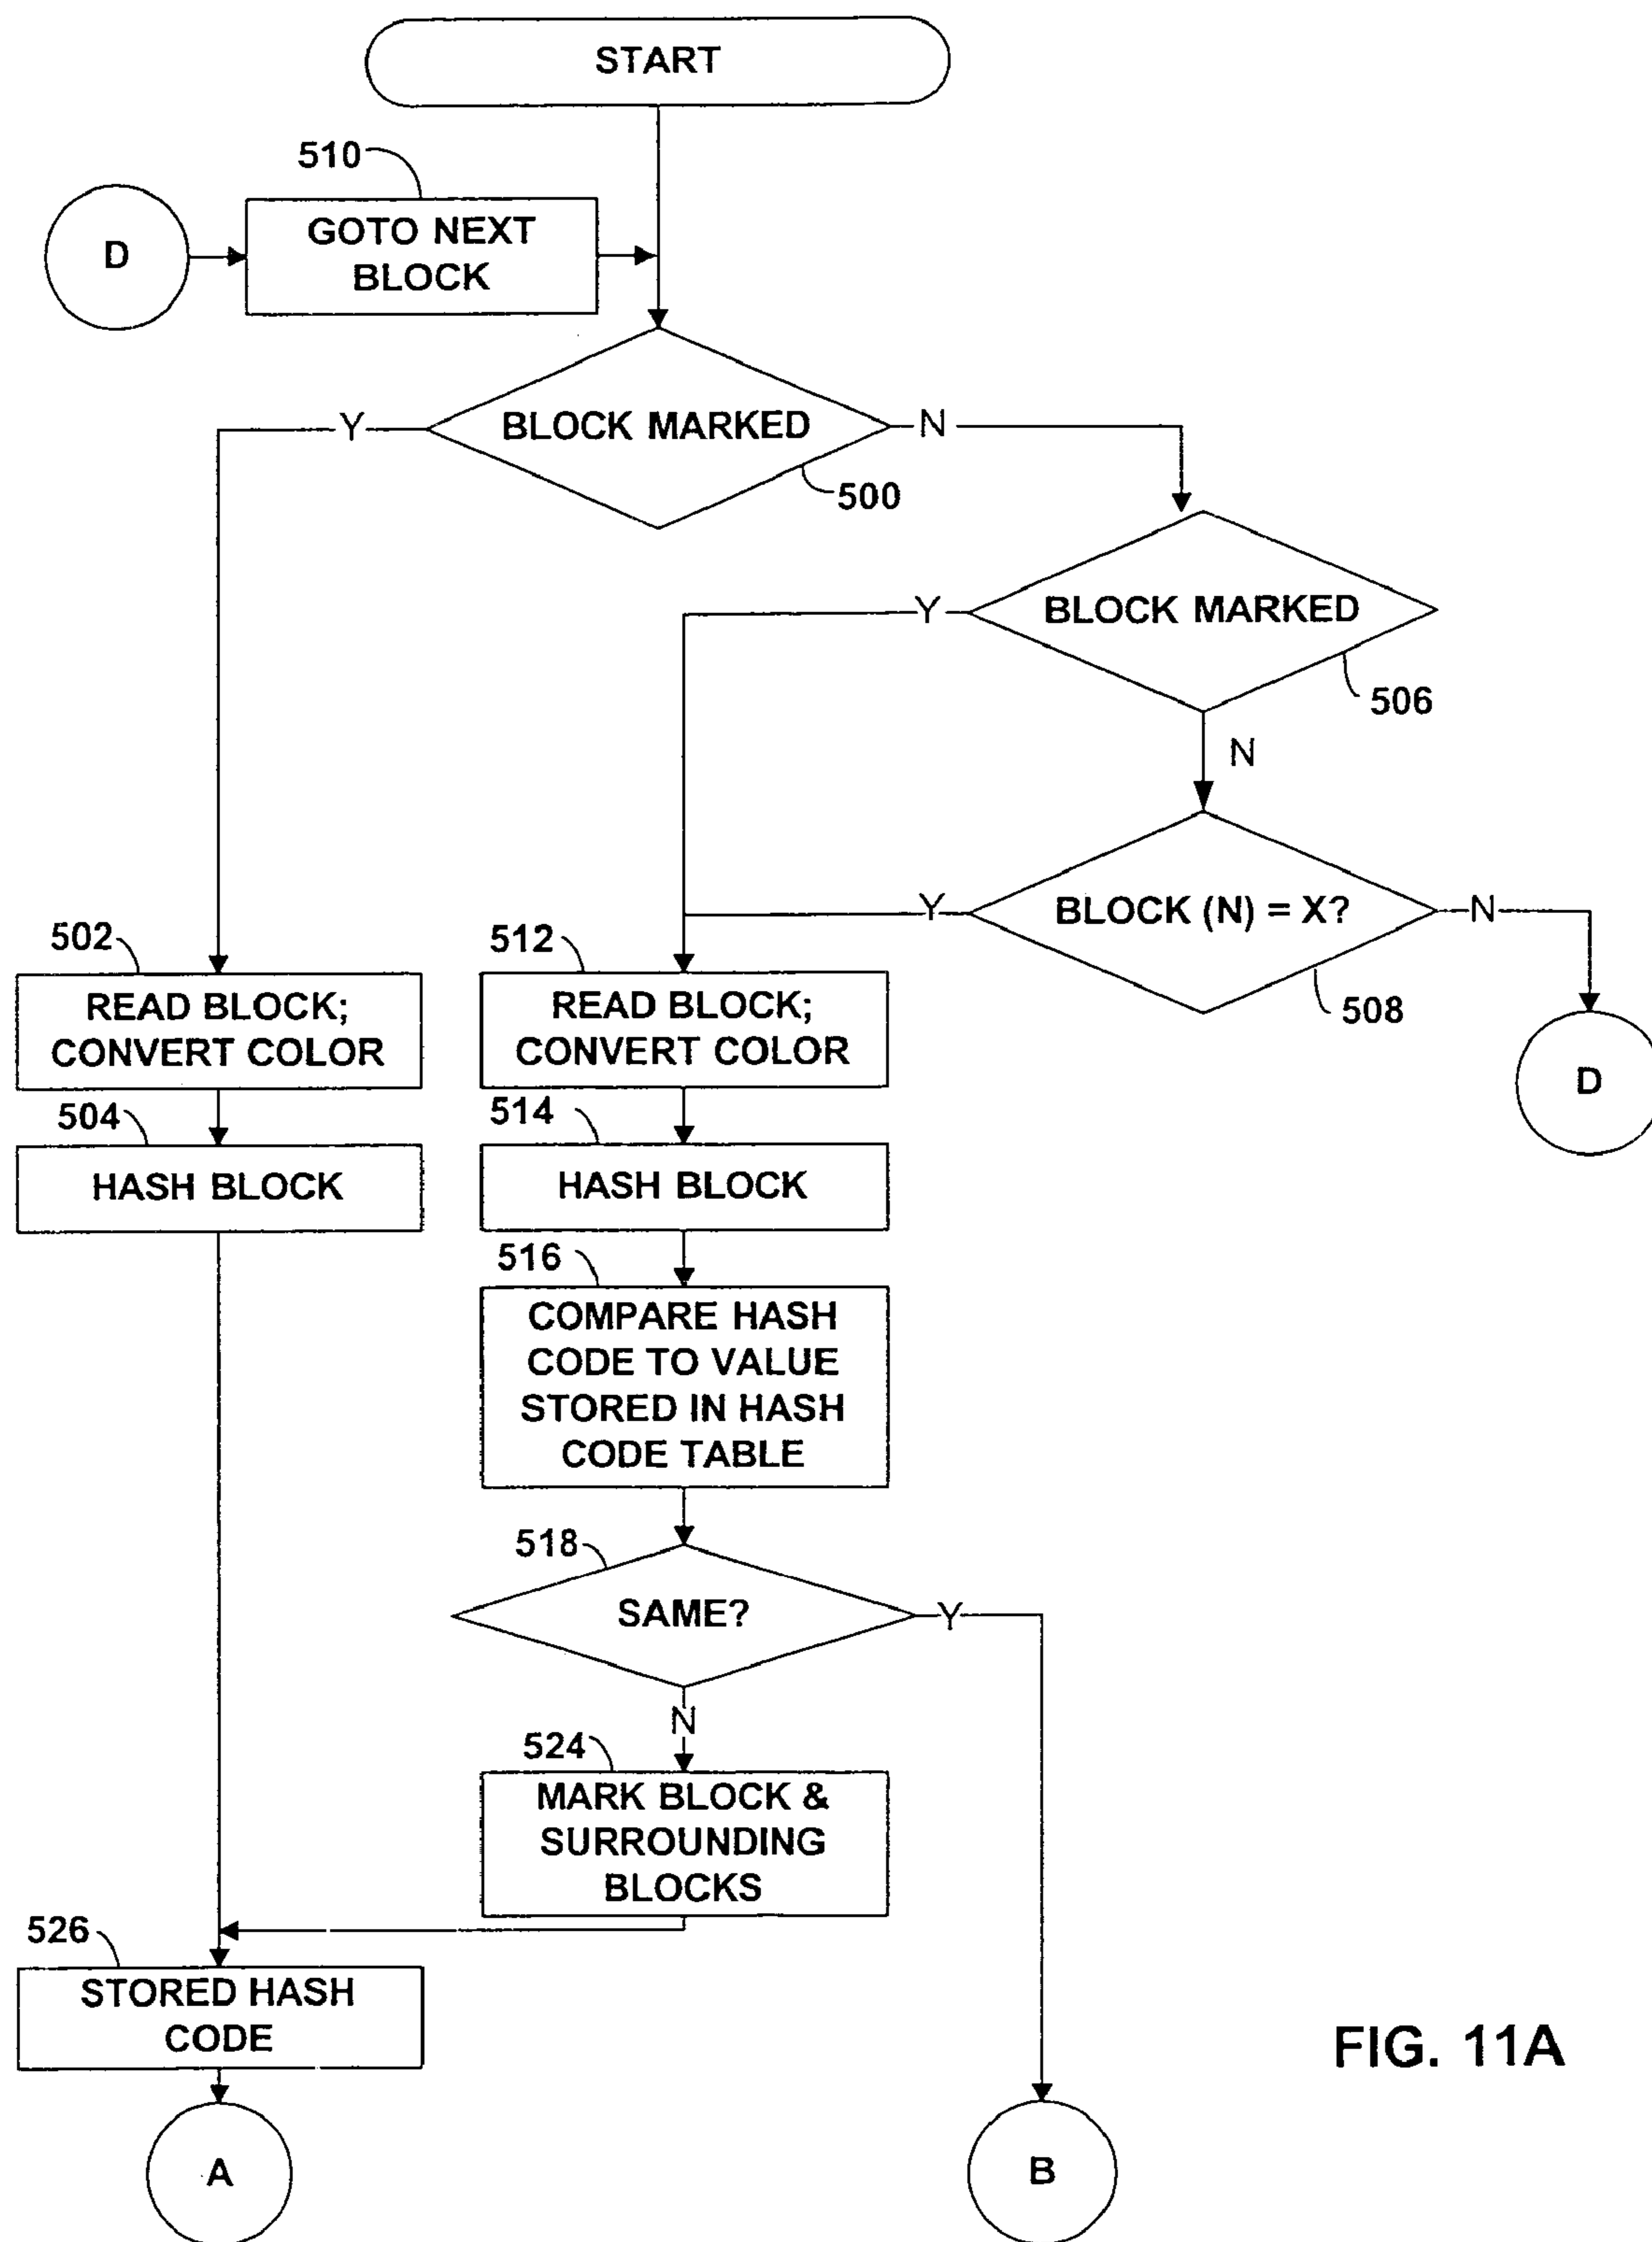 START
510
D
GOTO NEXT
BLOCK
Y
BLOCK MARKED
N
500
Y
BLOCK MARKED
506
N
Y
BLOCK (N) = X?
N
508
D
502
READ BLOCK;
CONVERT COLOR
512
READ BLOCK;
CONVERT COLOR
504
HASH BLOCK
514
HASH BLOCK
516
COMPARE HASH
CODE TO VALUE
STORED IN HASH
CODE TABLE
518
SAME?
Y
N
524
MARK BLOCK &
SURROUNDING
BLOCKS
526
STORED HASH
CODE
A
B
FIG. 11A